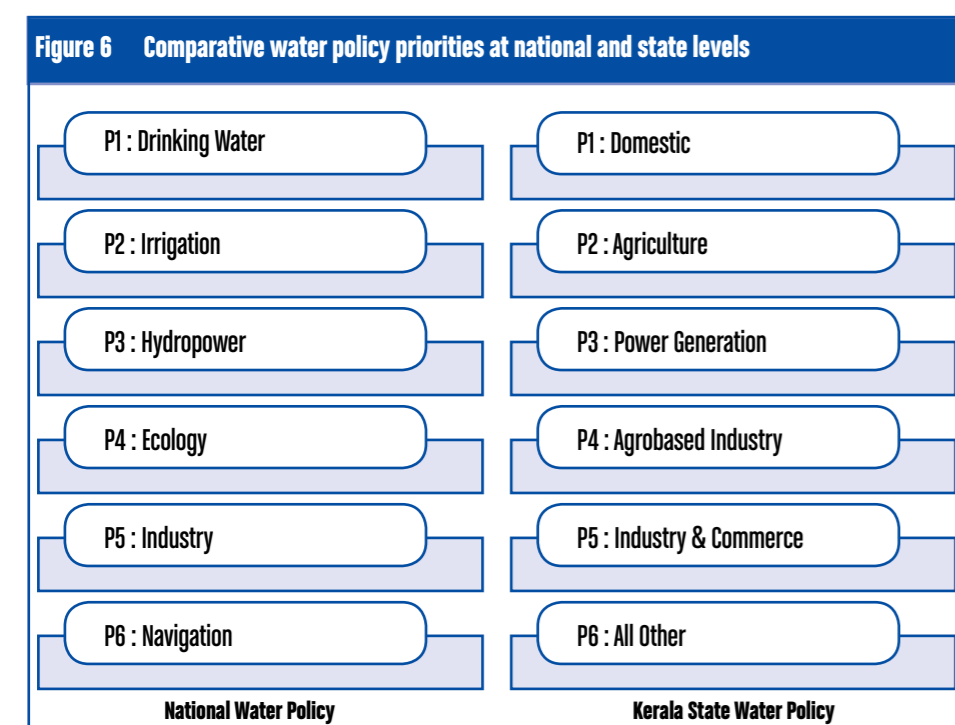 Figure 6 Comparative water policy priorities at national and state levels
P1 : Drinking Water
P2 : Irrigation
P3 : Hydropower
P4 : Ecology
P5 : Industry
P6 : Navigation
National Water Policy
P1 : Domestic
P2 : Agriculture
P3 : Power Generation
P4 : Agrobased Industry
P5 : Industry & Commerce
P6 : All Other
Kerala State Water Policy